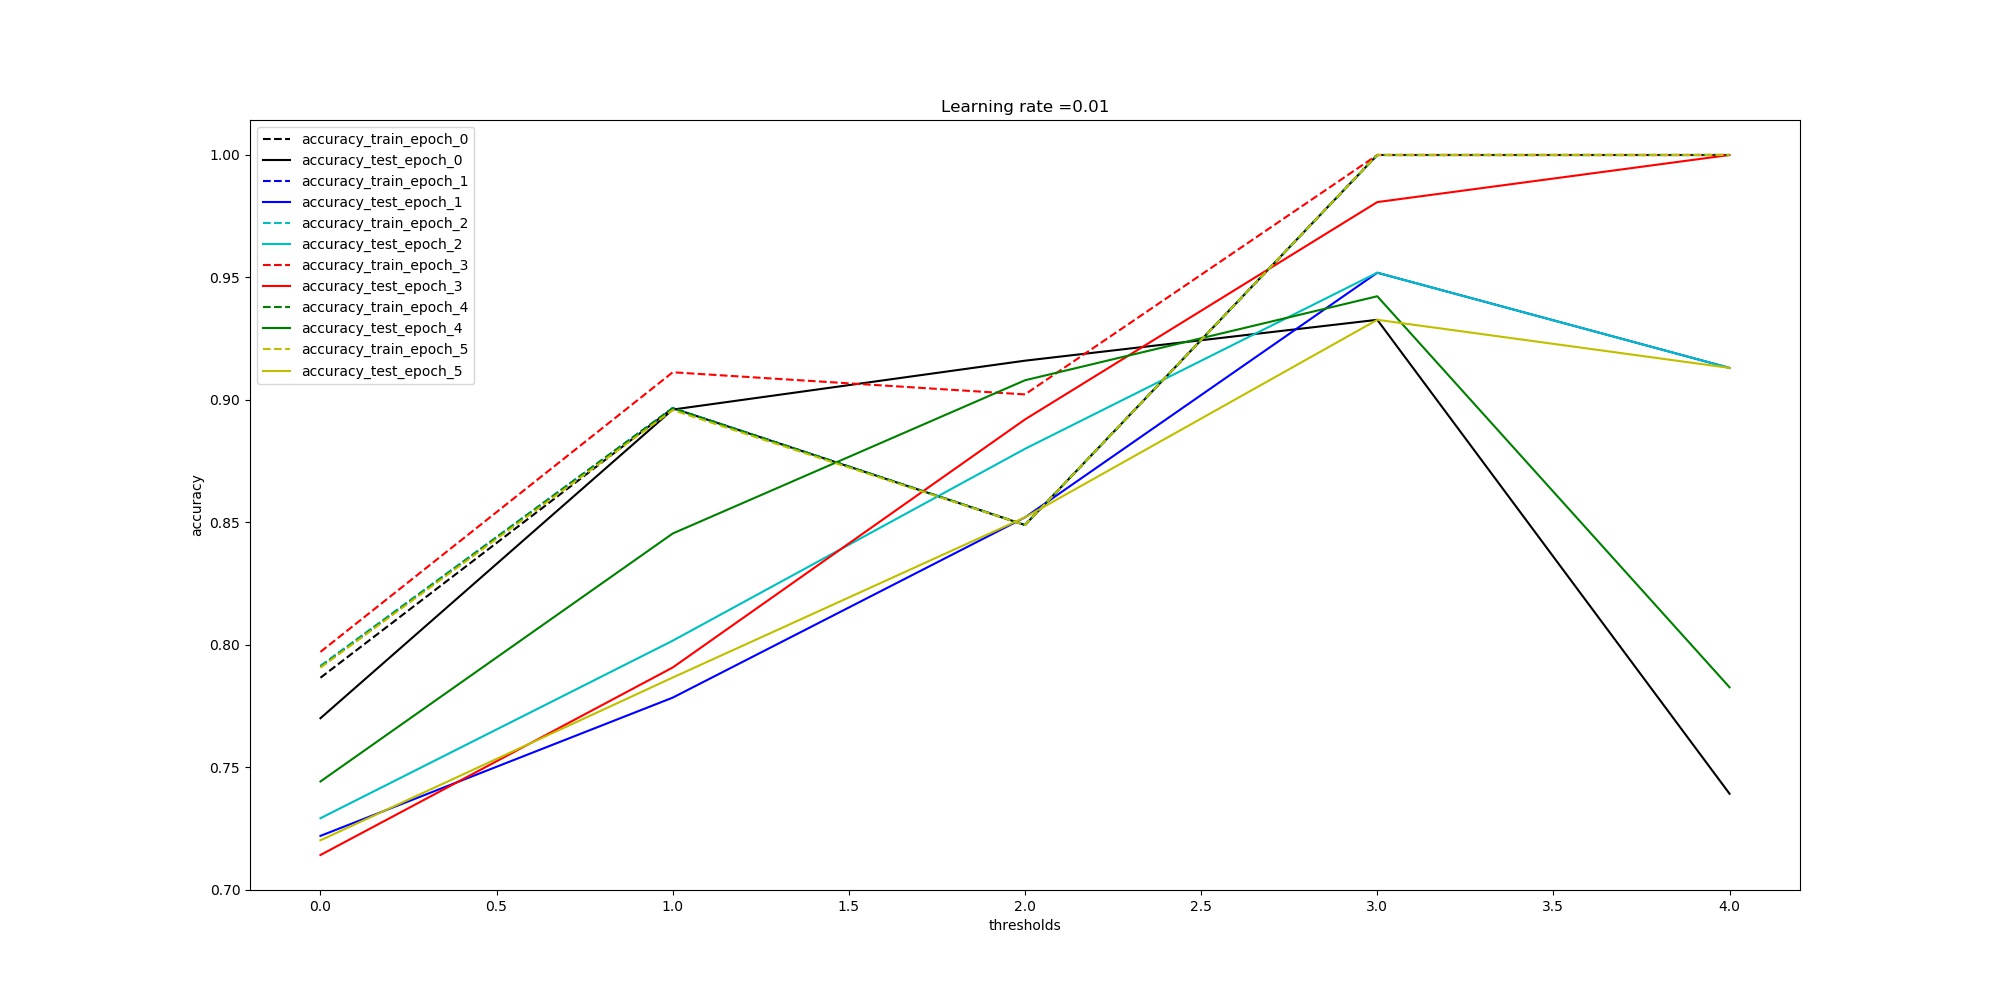 Learning rate =0.01
accuracy_train_epoch_0
accuracy_test_epoch_0
accuracy_train_epoch_1
accuracy_test_epoch_1
accuracy_train_epoch_2
accuracy_test_epoch_2
accuracy_train_epoch_3
accuracy_test_epoch_3
accuracy_train_epoch_4
accuracy_test_epoch_4
accuracy_train_epoch_5
accuracy_test_epoch_5
1.00
0.95
0.90
0.85
0.80
0.75
0.70
accuracy
0.0 0.5 1.0 1.5 2.0 2.5 3.0 3.5 4.0
thresholds